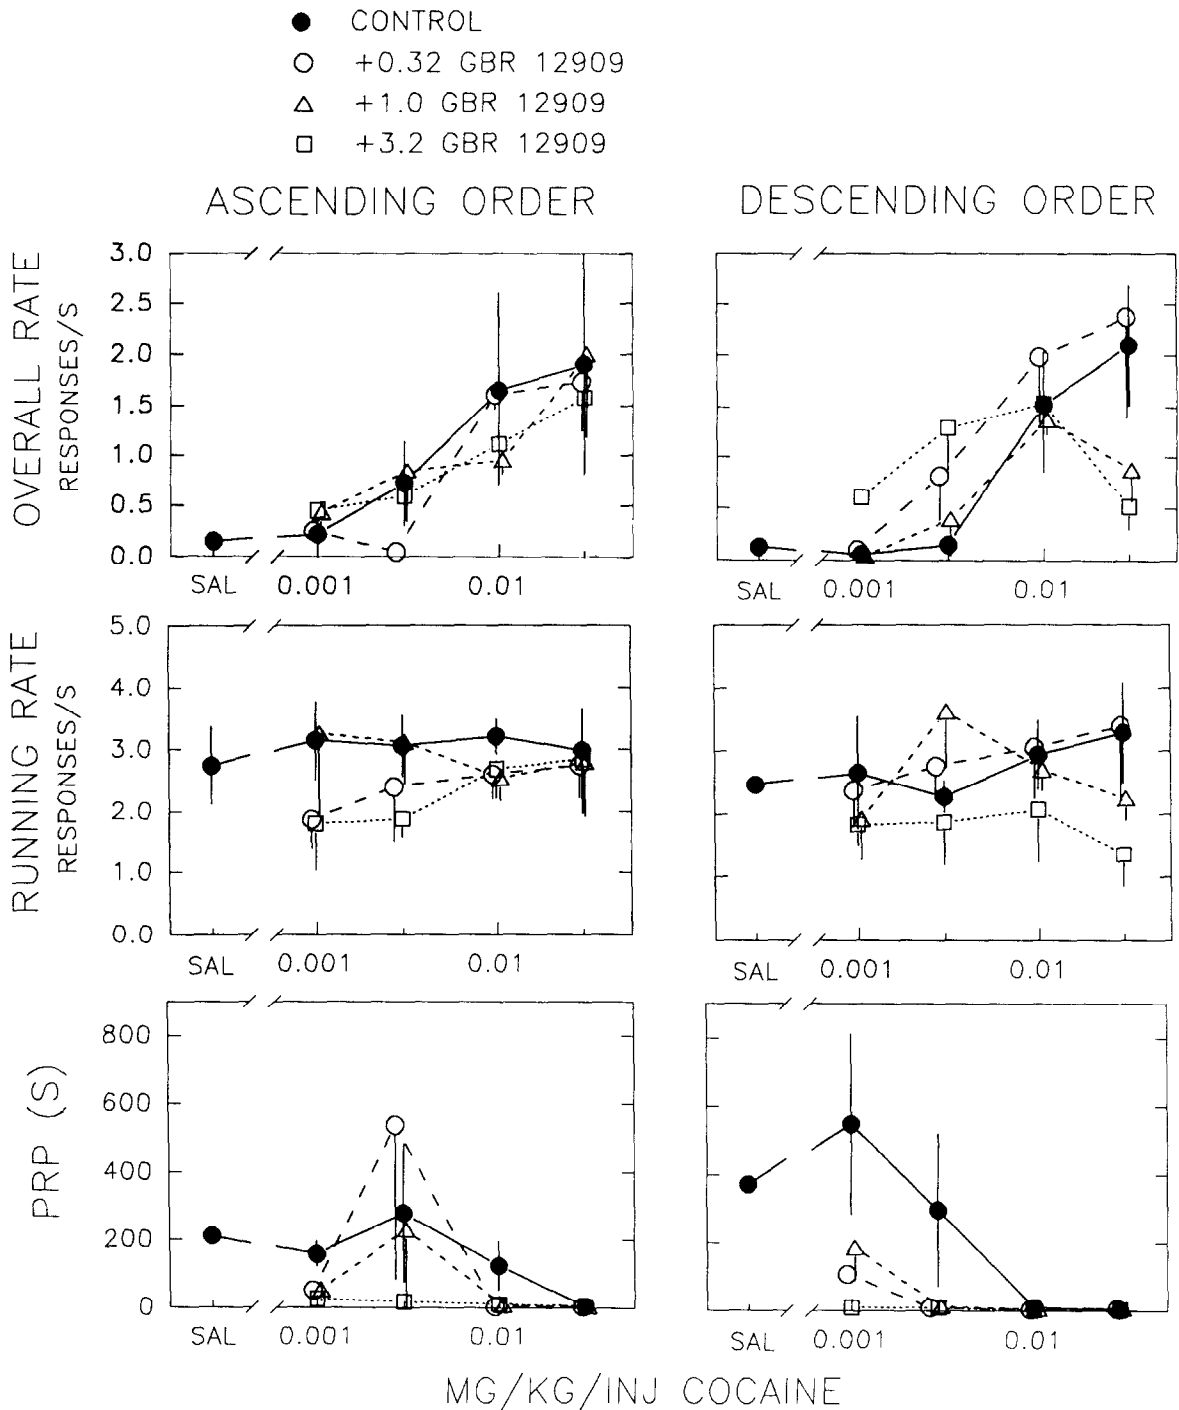 CONTROL
+0.32 GBR 12909
+1.0 GBR 12909
+3.2 GBR 12909
ASCENDING ORDER
DESCENDING ORDER
OVERALL RATE
RESPONSES/S
3.0
2.5
2.0
1.5
1.0
0.5
0.0
SAL 0.001 0.01
SAL 0.001 0.01
RUNNING RATE
RESPONSES/S
5.0
4.0
3.0
2.0
1.0
0.0
SAL 0.001 0.01
SAL 0.001 0.01
PRP (S)
800
600
400
200
0
SAL 0.001 0.01
SAL 0.001 0.01
MG/KG/INJ COCAINE